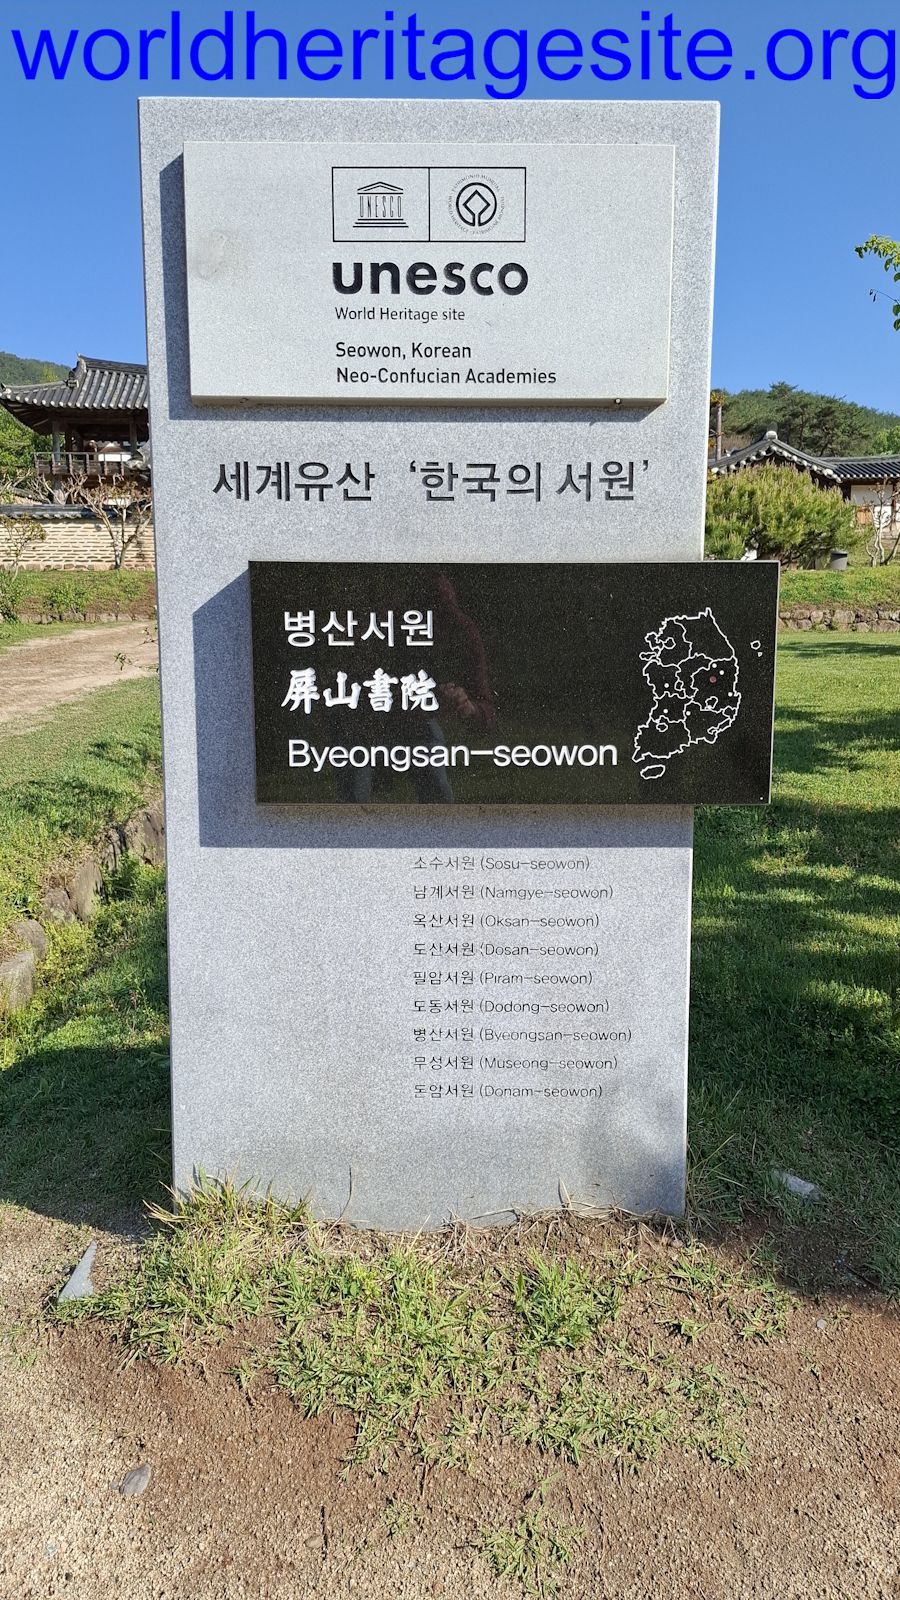 worldheritagesite.org
UNESCO
unesco
World Heritage site
Seowon, Korean
Neo-Confucian Academies
세계유산 ‘한국의 서원’
병산서원
屛山書院
Byeongsan-seowon
소수서원 (Sosu-seowon)
남계서원 (Namgye-seowon)
옥산서원 (Oksan-seowon)
도산서원 (Dosan-seowon)
필암서원 (Piram-seowon)
도동서원 (Dodong-seowon)
병산서원 (Byeongsan-seowon)
무성서원 (Museong-seowon)
돈암서원 (Donam-seowon)